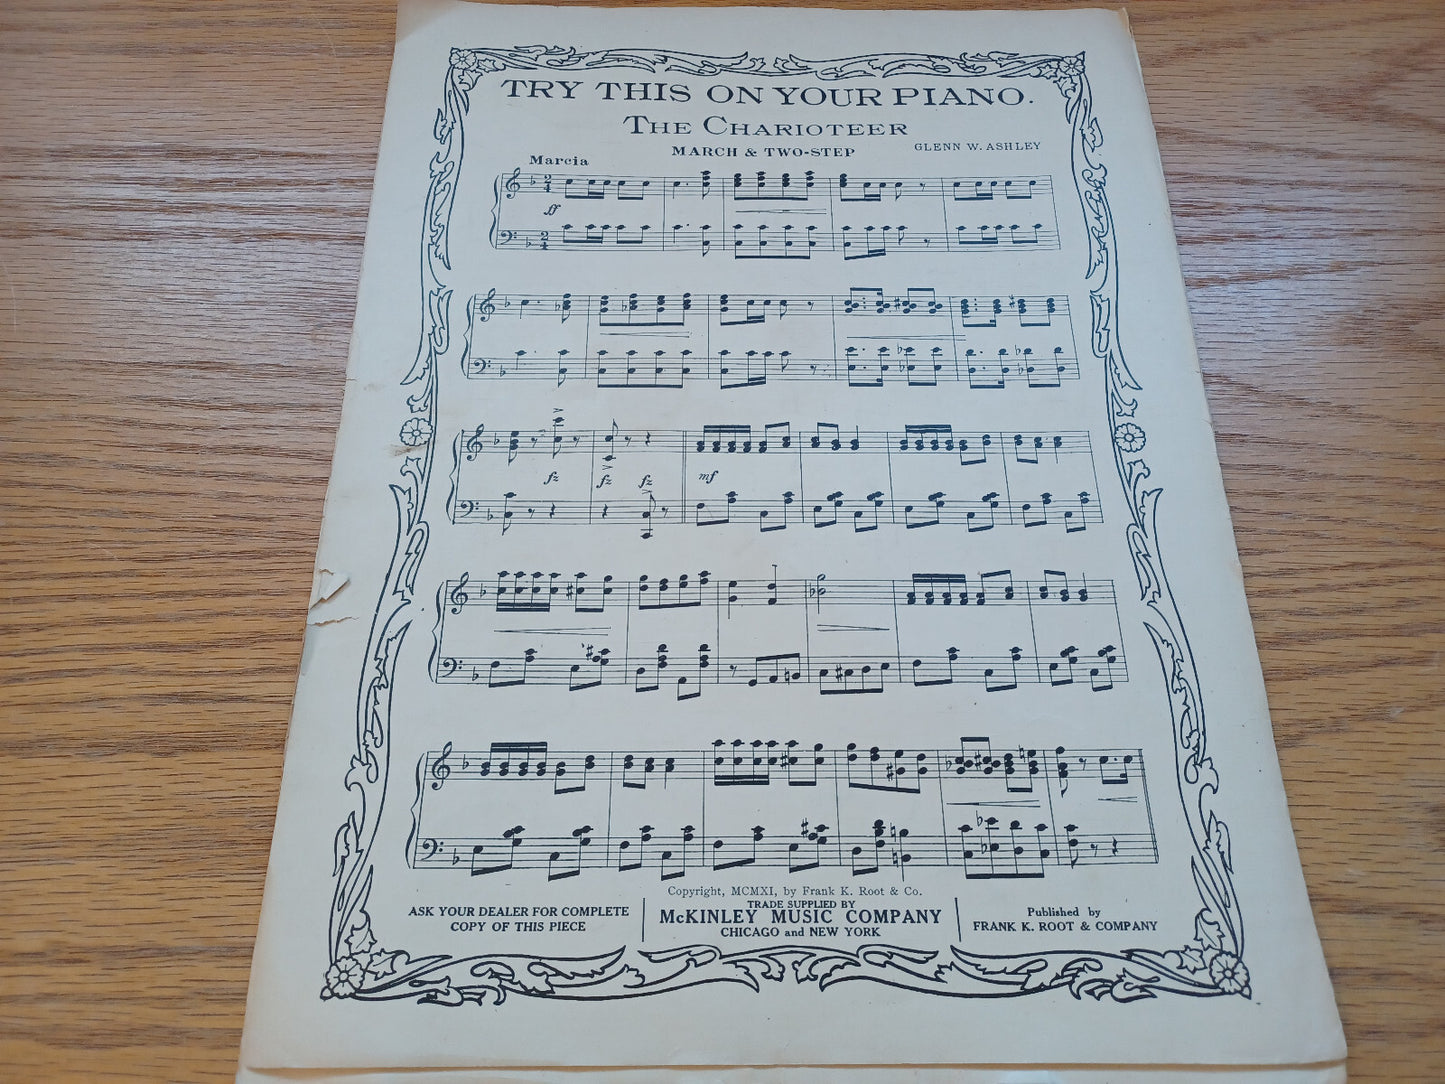 TRY THIS ON YOUR PIANO.
THE CHARIOTEER
MARCH & TWO-STEP
GLENN W. ASHLEY
Marcia
ff
fz fz fz mf
Copyright, MCMXI, by Frank K. Root & Co.
ASK YOUR DEALER FOR COMPLETE
COPY OF THIS PIECE
TRADE SUPPLIED BY
McKINLEY MUSIC COMPANY
CHICAGO and NEW YORK
Published by
FRANK K. ROOT & COMPANY